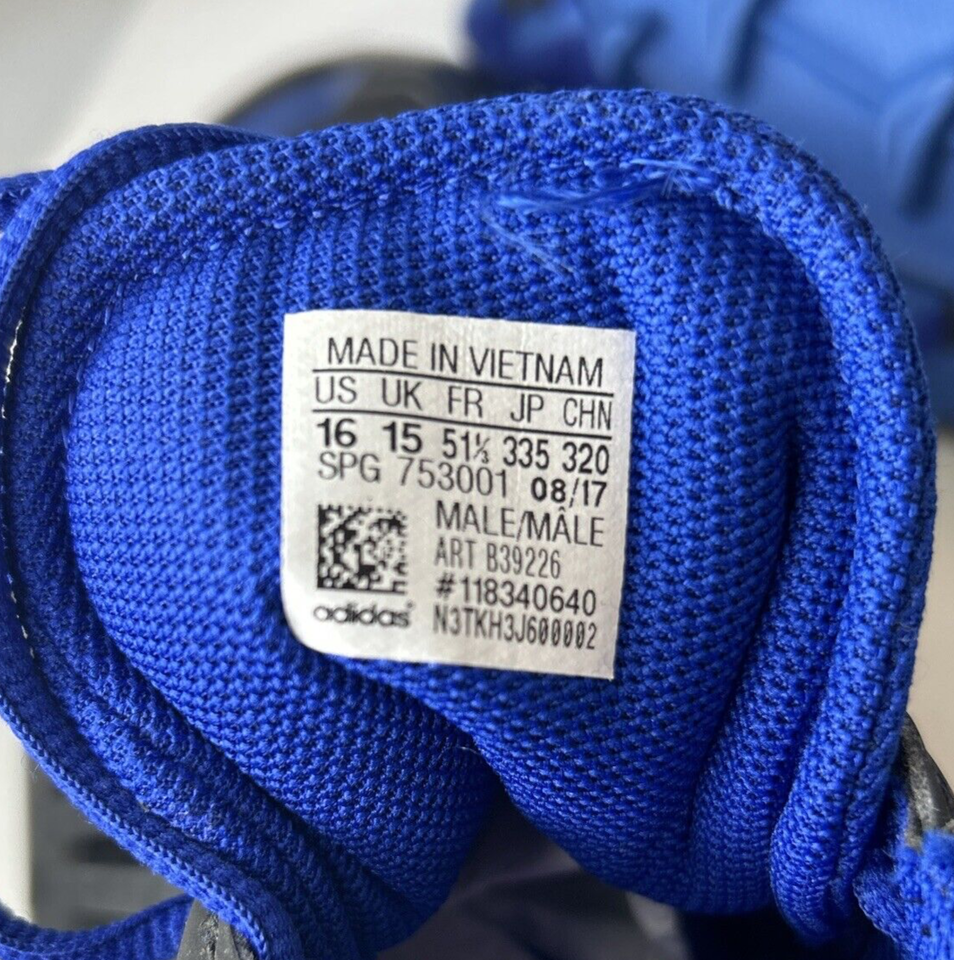 MADE IN VIETNAM
US UK FR JP CHN
16 15 51⅓ 335 320
SPG 753001 08/17
MALE/MÂLE
ART B39226
#118340640
adidas® N3TKH3J600002